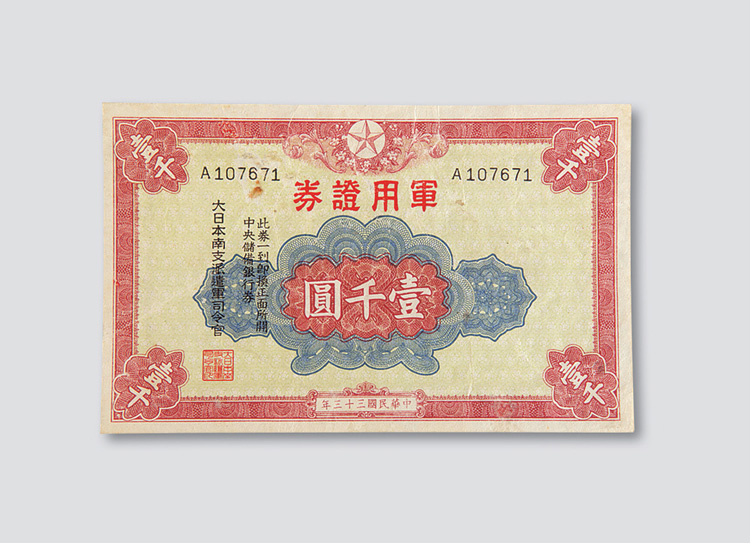 壹千
壹千
A107671
A107671
軍用證券
壹千圓
此券一到即換正面所開
中央儲備銀行券
大日本南支派遣軍司令官
壹千
壹千
中華民國三十三年